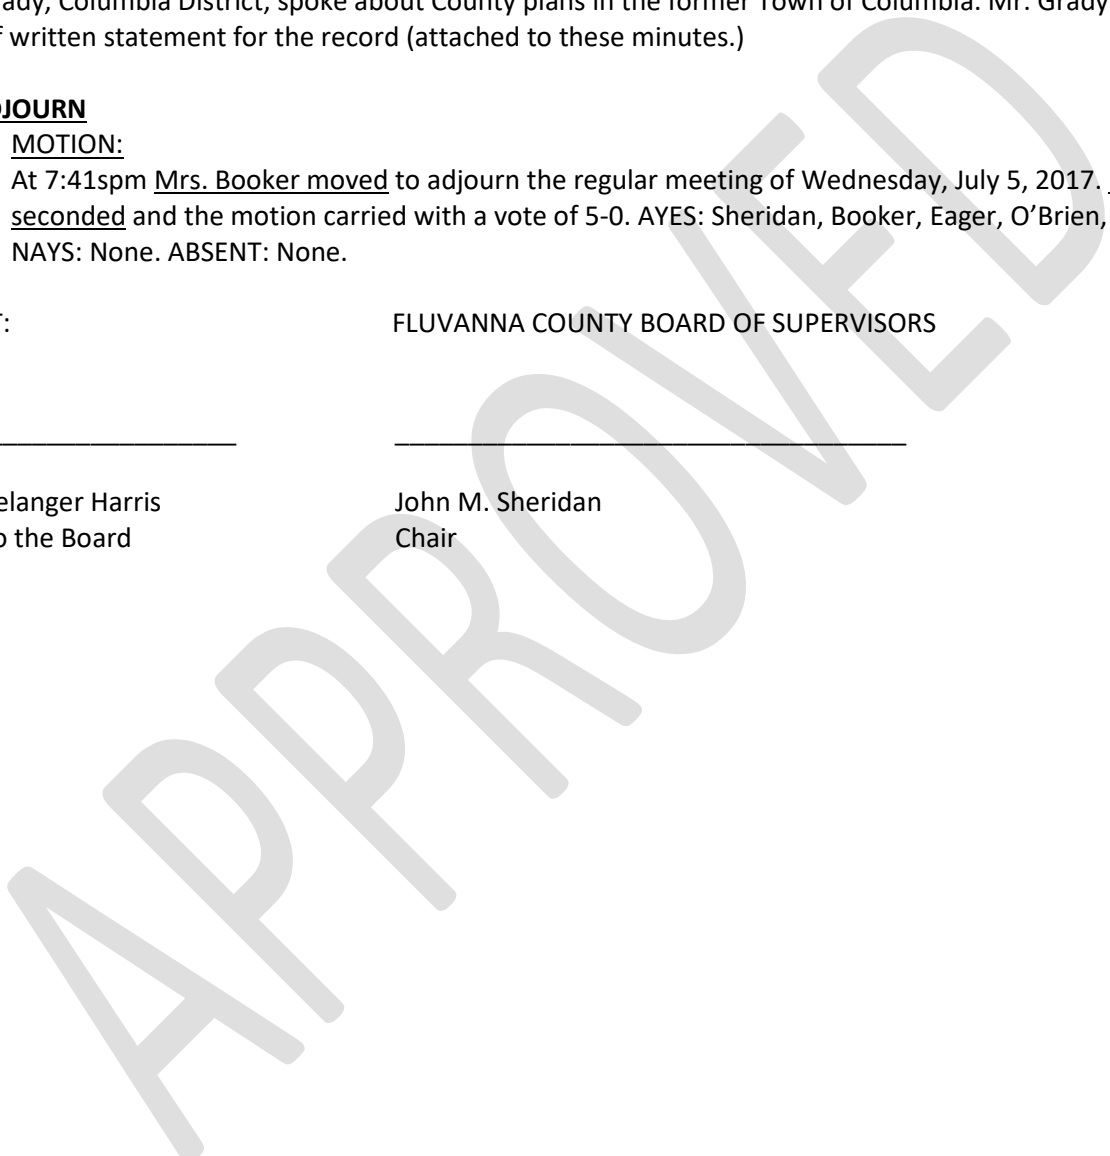 ady, Columbia District, spoke about County plans in the former Town of Columbia. Mr. Grady
written statement for the record (attached to these minutes.)
DJOURN
MOTION:
At 7:41spm Mrs. Booker moved to adjourn the regular meeting of Wednesday, July 5, 2017.
seconded and the motion carried with a vote of 5-0. AYES: Sheridan, Booker, Eager, O’Brien,
NAYS: None. ABSENT: None.
T: FLUVANNA COUNTY BOARD OF SUPERVISORS
elanger Harris John M. Sheridan
o the Board Chair
APPROVED